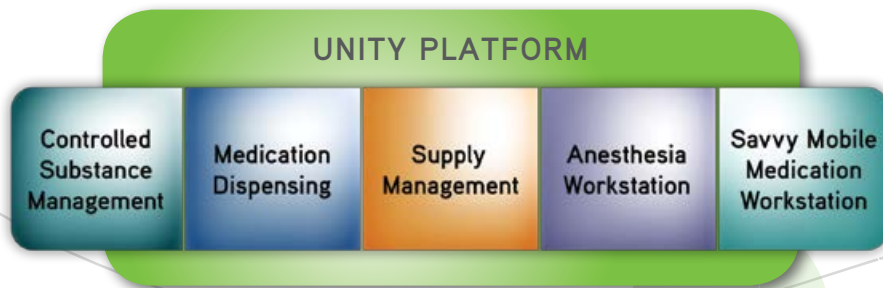 UNITY PLATFORM
Controlled
Substance
Management
Medication
Dispensing
Supply
Management
Anesthesia
Workstation
Savvy Mobile
Medication
Workstation